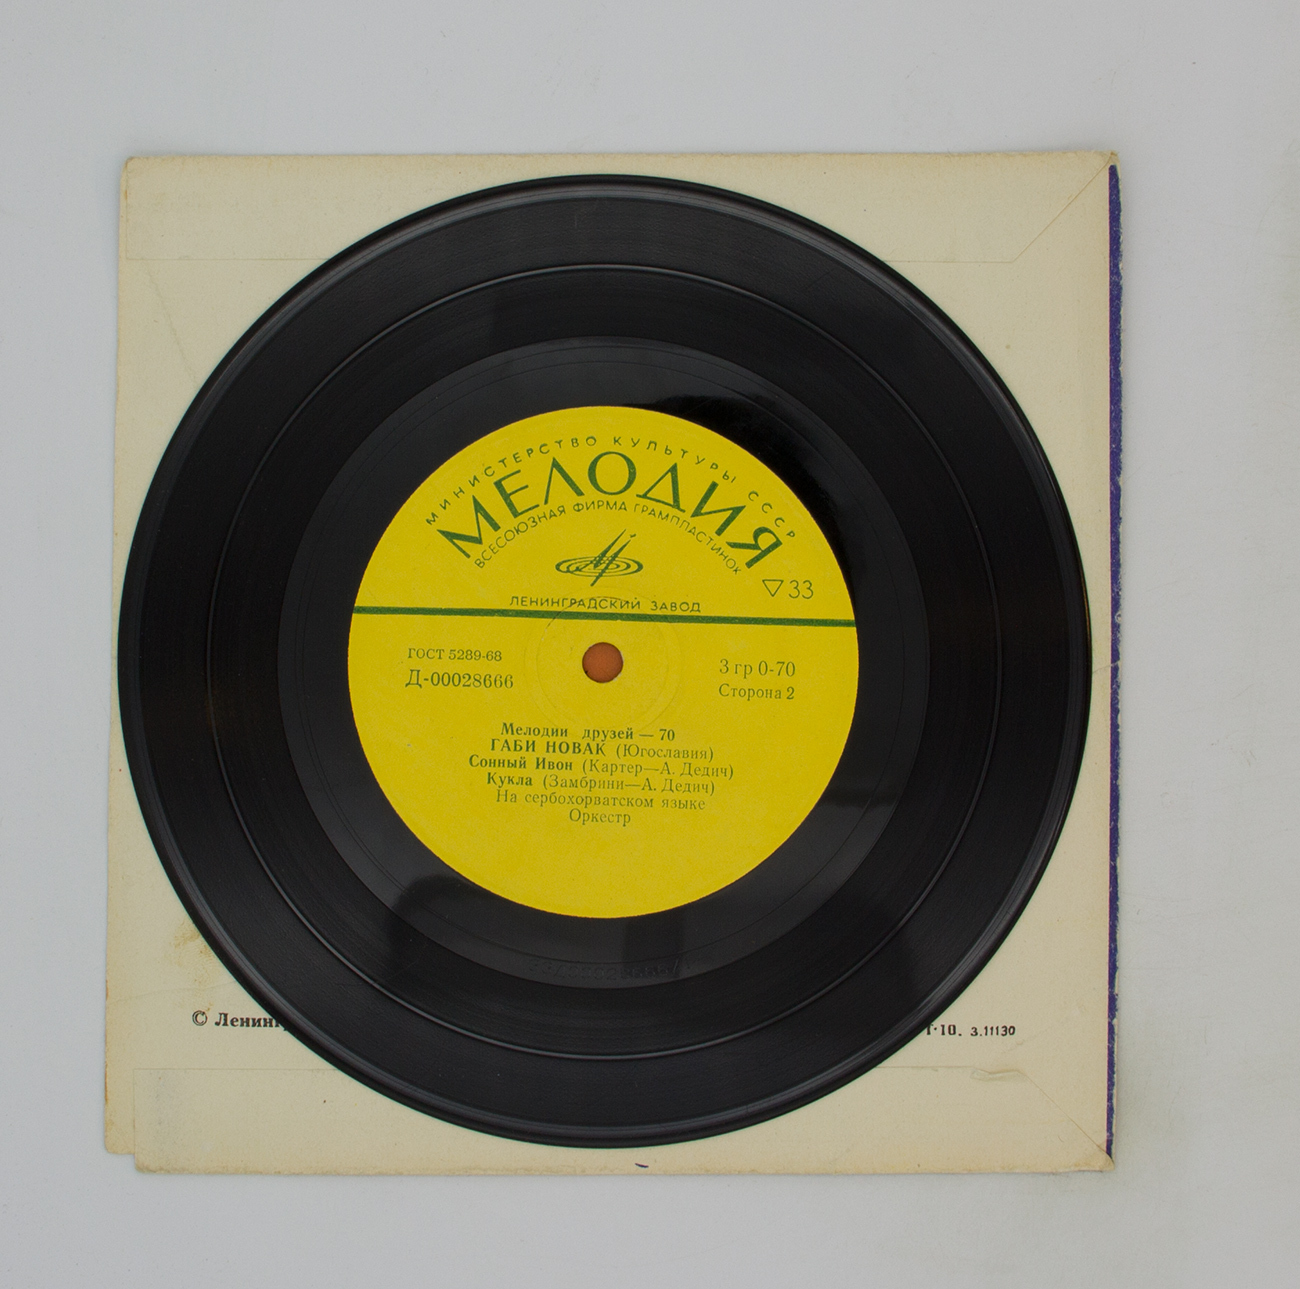 МИНИСТЕРСТВО КУЛЬТУРЫ СССР
МЕЛОДИЯ
ВСЕСОЮЗНАЯ ФИРМА ГРАМПЛАСТИНОК
33
ЛЕНИНГРАДСКИЙ ЗАВОД
ГОСТ 5289-68
Д-00028666
3 гр 0-70
Сторона 2
Мелодии друзей — 70
ГАБИ НОВАК (Югославия)
Сонный Ивон (Картер—А. Дедич)
Кукла (Замбрини—А. Дедич)
На сербохорватском языке
Оркестр
© Ленинг
Г·10. з.11130